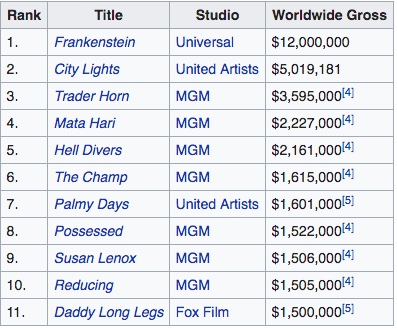 Rank Title Studio Worldwide Gross
1. Frankenstein Universal $12,000,000
2. City Lights United Artists $5,019,181
3. Trader Horn MGM $3,595,000[4]
4. Mata Hari MGM $2,227,000[4]
5. Hell Divers MGM $2,161,000[4]
6. The Champ MGM $1,615,000[4]
7. Palmy Days United Artists $1,601,000[5]
8. Possessed MGM $1,522,000[4]
9. Susan Lenox MGM $1,506,000[4]
10. Reducing MGM $1,505,000[4]
11. Daddy Long Legs Fox Film $1,500,000[5]